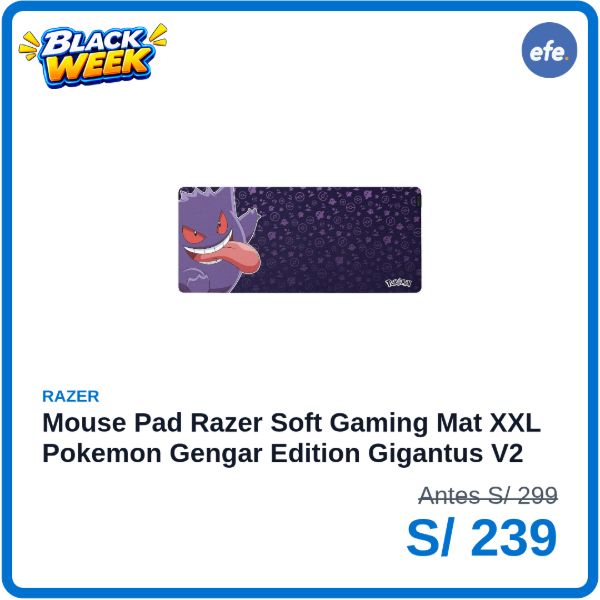 BLACK
WEEK
efe.
POKÉMON
RAZER
Mouse Pad Razer Soft Gaming Mat XXL
Pokemon Gengar Edition Gigantus V2
Antes S/ 299
S/ 239